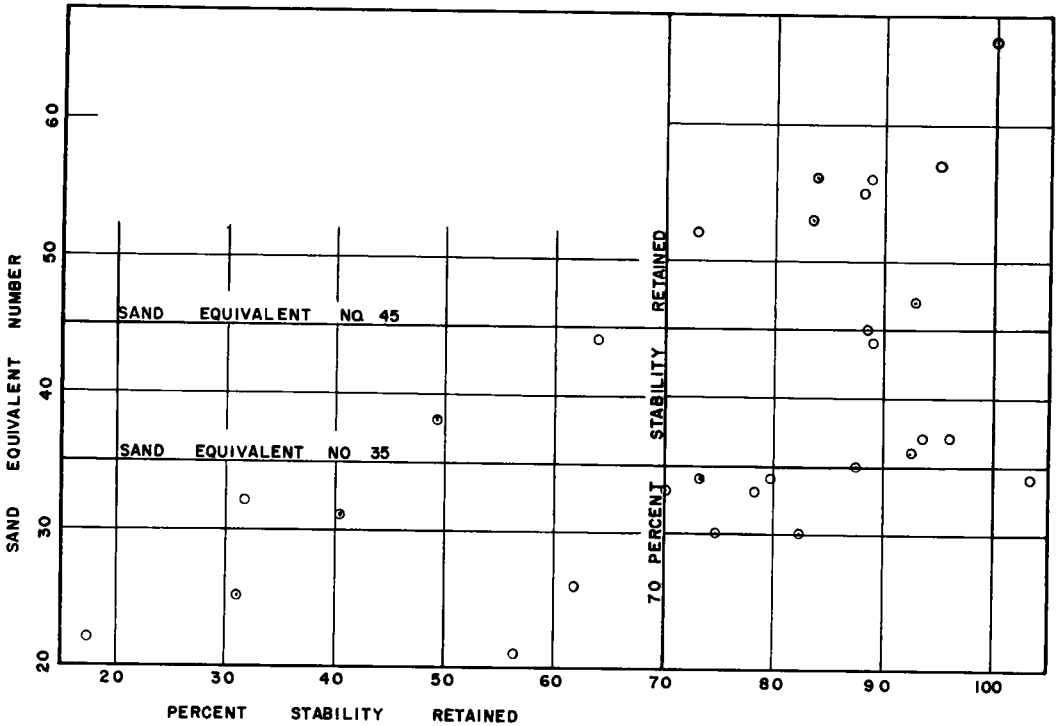 60
50
40
30
20
SAND EQUIVALENT NUMBER
SAND EQUIVALENT NO. 45
SAND EQUIVALENT NO 35
70 PERCENT STABILITY RETAINED
20 30 40 50 60 70 80 90 100
PERCENT STABILITY RETAINED